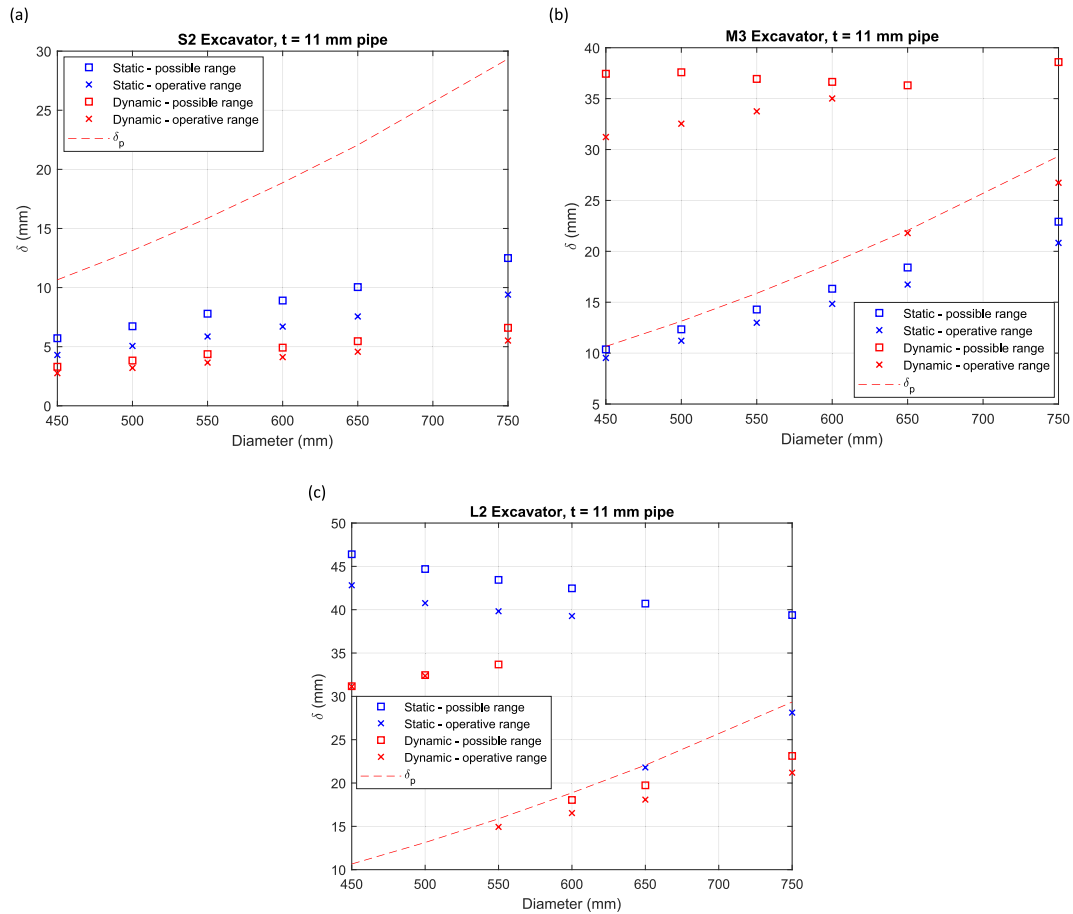 (a)
S2 Excavator, t = 11 mm pipe
30
25
20
15
10
5
0
δ (mm)
Static - possible range
Static - operative range
Dynamic - possible range
Dynamic - operative range
δp
450 500 550 600 650 700 750
Diameter (mm)
(b)
M3 Excavator, t = 11 mm pipe
40
35
30
25
20
15
10
5
δ (mm)
Static - possible range
Static - operative range
Dynamic - possible range
Dynamic - operative range
δp
450 500 550 600 650 700 750
Diameter (mm)
(c)
L2 Excavator, t = 11 mm pipe
50
45
40
35
30
25
20
15
10
δ (mm)
Static - possible range
Static - operative range
Dynamic - possible range
Dynamic - operative range
δp
450 500 550 600 650 700 750
Diameter (mm)